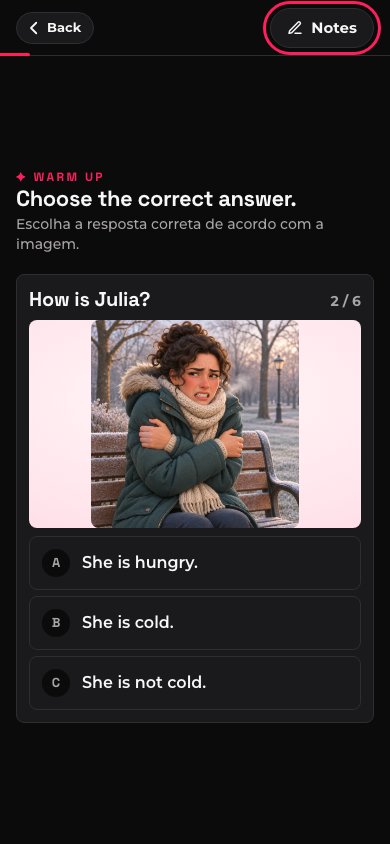 Back
Notes
WARM UP
Choose the correct answer.
Escolha a resposta correta de acordo com a
imagem.
How is Julia?
2 / 6
A She is hungry.
B She is cold.
C She is not cold.